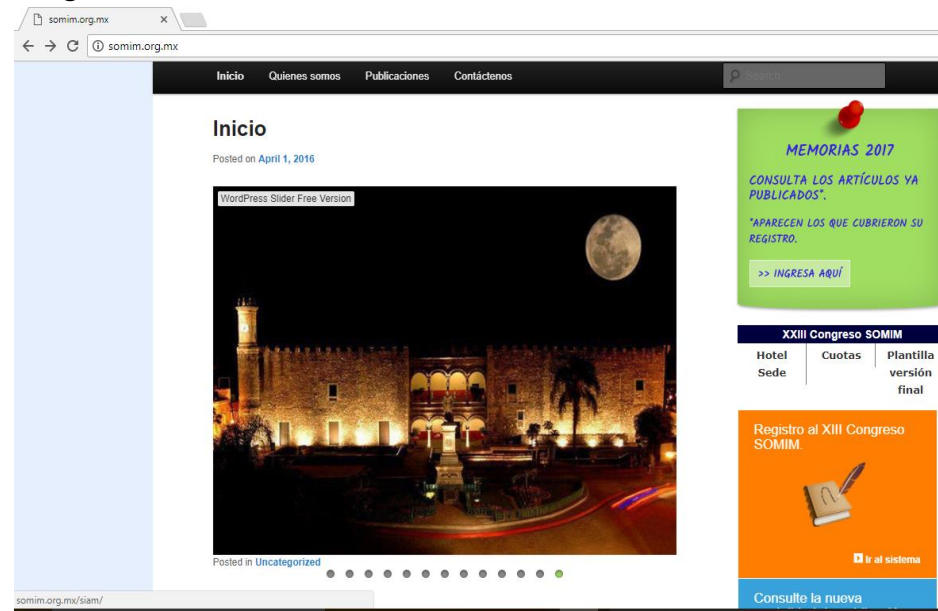 somim.org.mx
somim.org.mx
Inicio Quienes somos Publicaciones Contáctenos Search
Inicio
Posted on April 1, 2016
WordPress Slider Free Version
Posted in Uncategorized
MEMORIAS 2017
CONSULTA LOS ARTÍCULOS YA
PUBLICADOS*.
*APARECEN LOS QUE CUBRIERON SU
REGISTRO.
>> INGRESA AQUÍ
XXIII Congreso SOMIM
Hotel Sede
Cuotas
Plantilla
versión
final
Registro al XIII Congreso
SOMIM.
Ir al sistema
Consulte la nueva
somim.org.mx/siam/